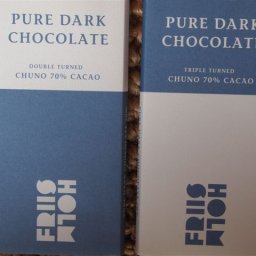 PURE DARK
CHOCOLATE
DOUBLE TURNED
CHUNO 70% CACAO
FRIIS
HOLM
PURE DARK
CHOCOLATE
TRIPLE TURNED
CHUNO 70% CACAO
FRIIS
HOLM